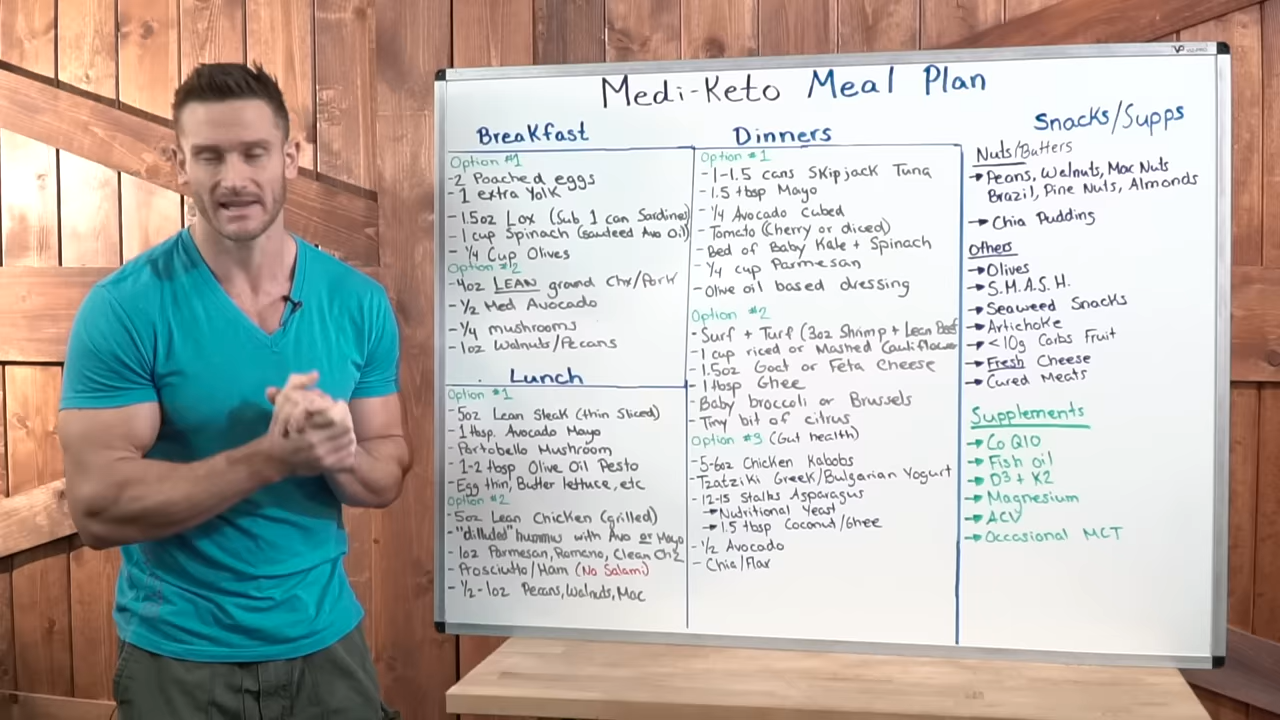 Medi-Keto Meal Plan
Breakfast
Option #1
-2 Poached eggs
-1 extra Yolk
-1.5oz Lox (Sub 1 can Sardines)
-1 cup Spinach (sauteed Avo Oil)
-1/4 Cup Olives
Option #2
-4oz LEAN ground Chx/Pork
-1/2 Med Avocado
-1/4 mushrooms
-1oz Walnuts/Pecans
Lunch
Option #1
-5oz Lean Steak (thin Sliced)
-1 tbsp. Avocado Mayo
-Portobello Mushroom
-1-2 tbsp Olive Oil Pesto
-Egg thin, Butter lettuce, etc
Option #2
-5oz Lean Chicken (grilled)
-"diluded" hummus with Avo or Mayo
-1oz Parmesan, Romano, Clean Chz
-Prosciutto/Ham (No Salami)
-1/2-1oz Pecans, Walnuts, Mac
Dinners
Option #1
-1-1.5 cans Skipjack Tuna
-1.5 tbsp Mayo
-1/4 Avocado Cubed
-Tomato (Cherry or diced)
-Bed of Baby Kale + Spinach
-1/4 cup Parmesan
-Olive oil based dressing
Option #2
-Surf + Turf (3oz Shrimp + Lean Beef
-1 cup riced or Mashed Cauliflower
-1.5oz Goat or Feta Cheese
-1 tbsp Ghee
-Baby broccoli or Brussels
-Tiny bit of citrus
Option #3 (Gut health)
-5-6oz Chicken Kabobs
-Tzatziki Greek/Bulgarian Yogurt
-12-15 Stalks Asparagus
→Nutritional Yeast
→1.5 tbsp Coconut/Ghee
-1/2 Avocado
-Chia/Flax
Snacks/Supps
Nuts/Butters
→Pecans, Walnuts, Mac Nuts
Brazil, Pine Nuts, Almonds
→Chia Pudding
Others
→Olives
→S.M.A.S.H.
→Seaweed Snacks
→Artichoke
→<10g Carbs Fruit
→Fresh Cheese
→Cured Meats
Supplements
→Co Q10
→Fish oil
→D3 + K2
→Magnesium
→ACV
→Occasional MCT